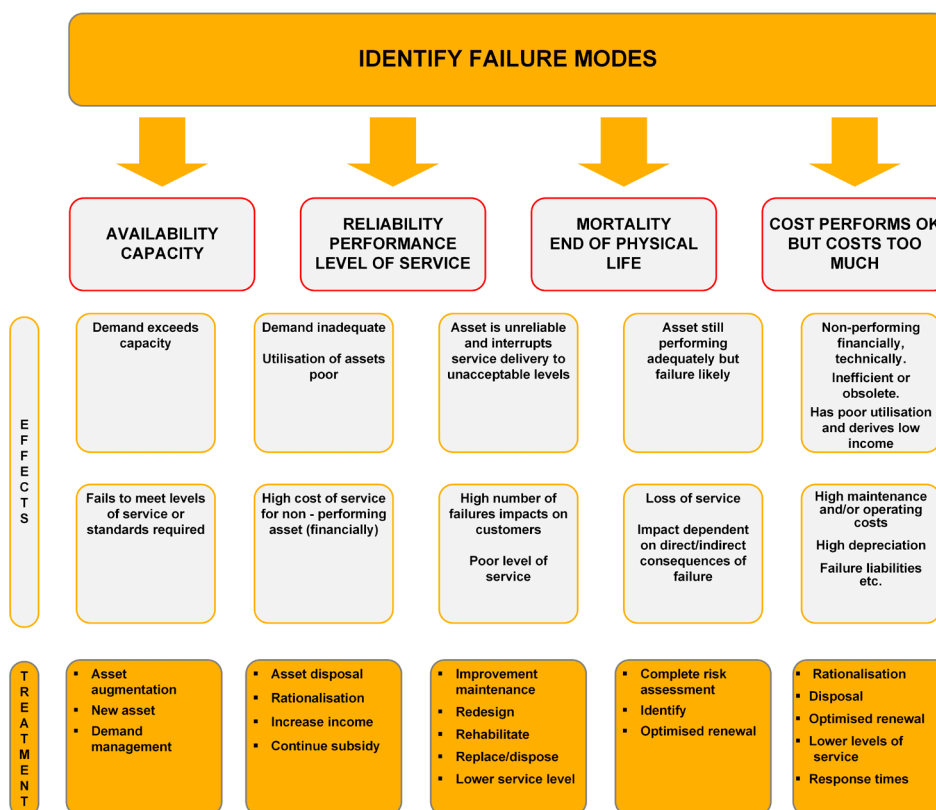 IDENTIFY FAILURE MODES
AVAILABILITY
CAPACITY
RELIABILITY
PERFORMANCE
LEVEL OF SERVICE
MORTALITY
END OF PHYSICAL
LIFE
COST PERFORMS OK
BUT COSTS TOO
MUCH
EFFECTS
Demand exceeds
capacity
Demand inadequate
Utilisation of assets
poor
Asset is unreliable
and interrupts
service delivery to
unacceptable levels
Asset still
performing
adequately but
failure likely
Non-performing
financially,
technically.
Inefficient or
obsolete.
Has poor utilisation
and derives low
income
Fails to meet levels
of service or
standards required
High cost of service
for non - performing
asset (financially)
High number of
failures impacts on
customers
Poor level of
service
Loss of service
Impact dependent
on direct/indirect
consequences of
failure
High maintenance
and/or operating
costs
High depreciation
Failure liabilities
etc.
TREATMENT
▪ Asset
augmentation
▪ New asset
▪ Demand
management
▪ Asset disposal
▪ Rationalisation
▪ Increase income
▪ Continue subsidy
▪ Improvement
maintenance
▪ Redesign
▪ Rehabilitate
▪ Replace/dispose
▪ Lower service level
▪ Complete risk
assessment
▪ Identify
▪ Optimised renewal
▪ Rationalisation
▪ Disposal
▪ Optimised renewal
▪ Lower levels of
service
▪ Response times